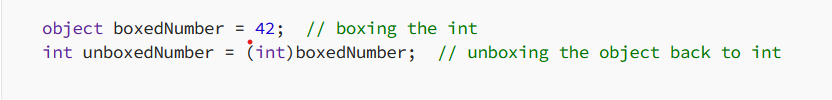 object boxedNumber = 42;  // boxing the int
int unboxedNumber = (int)boxedNumber;  // unboxing the object back to int